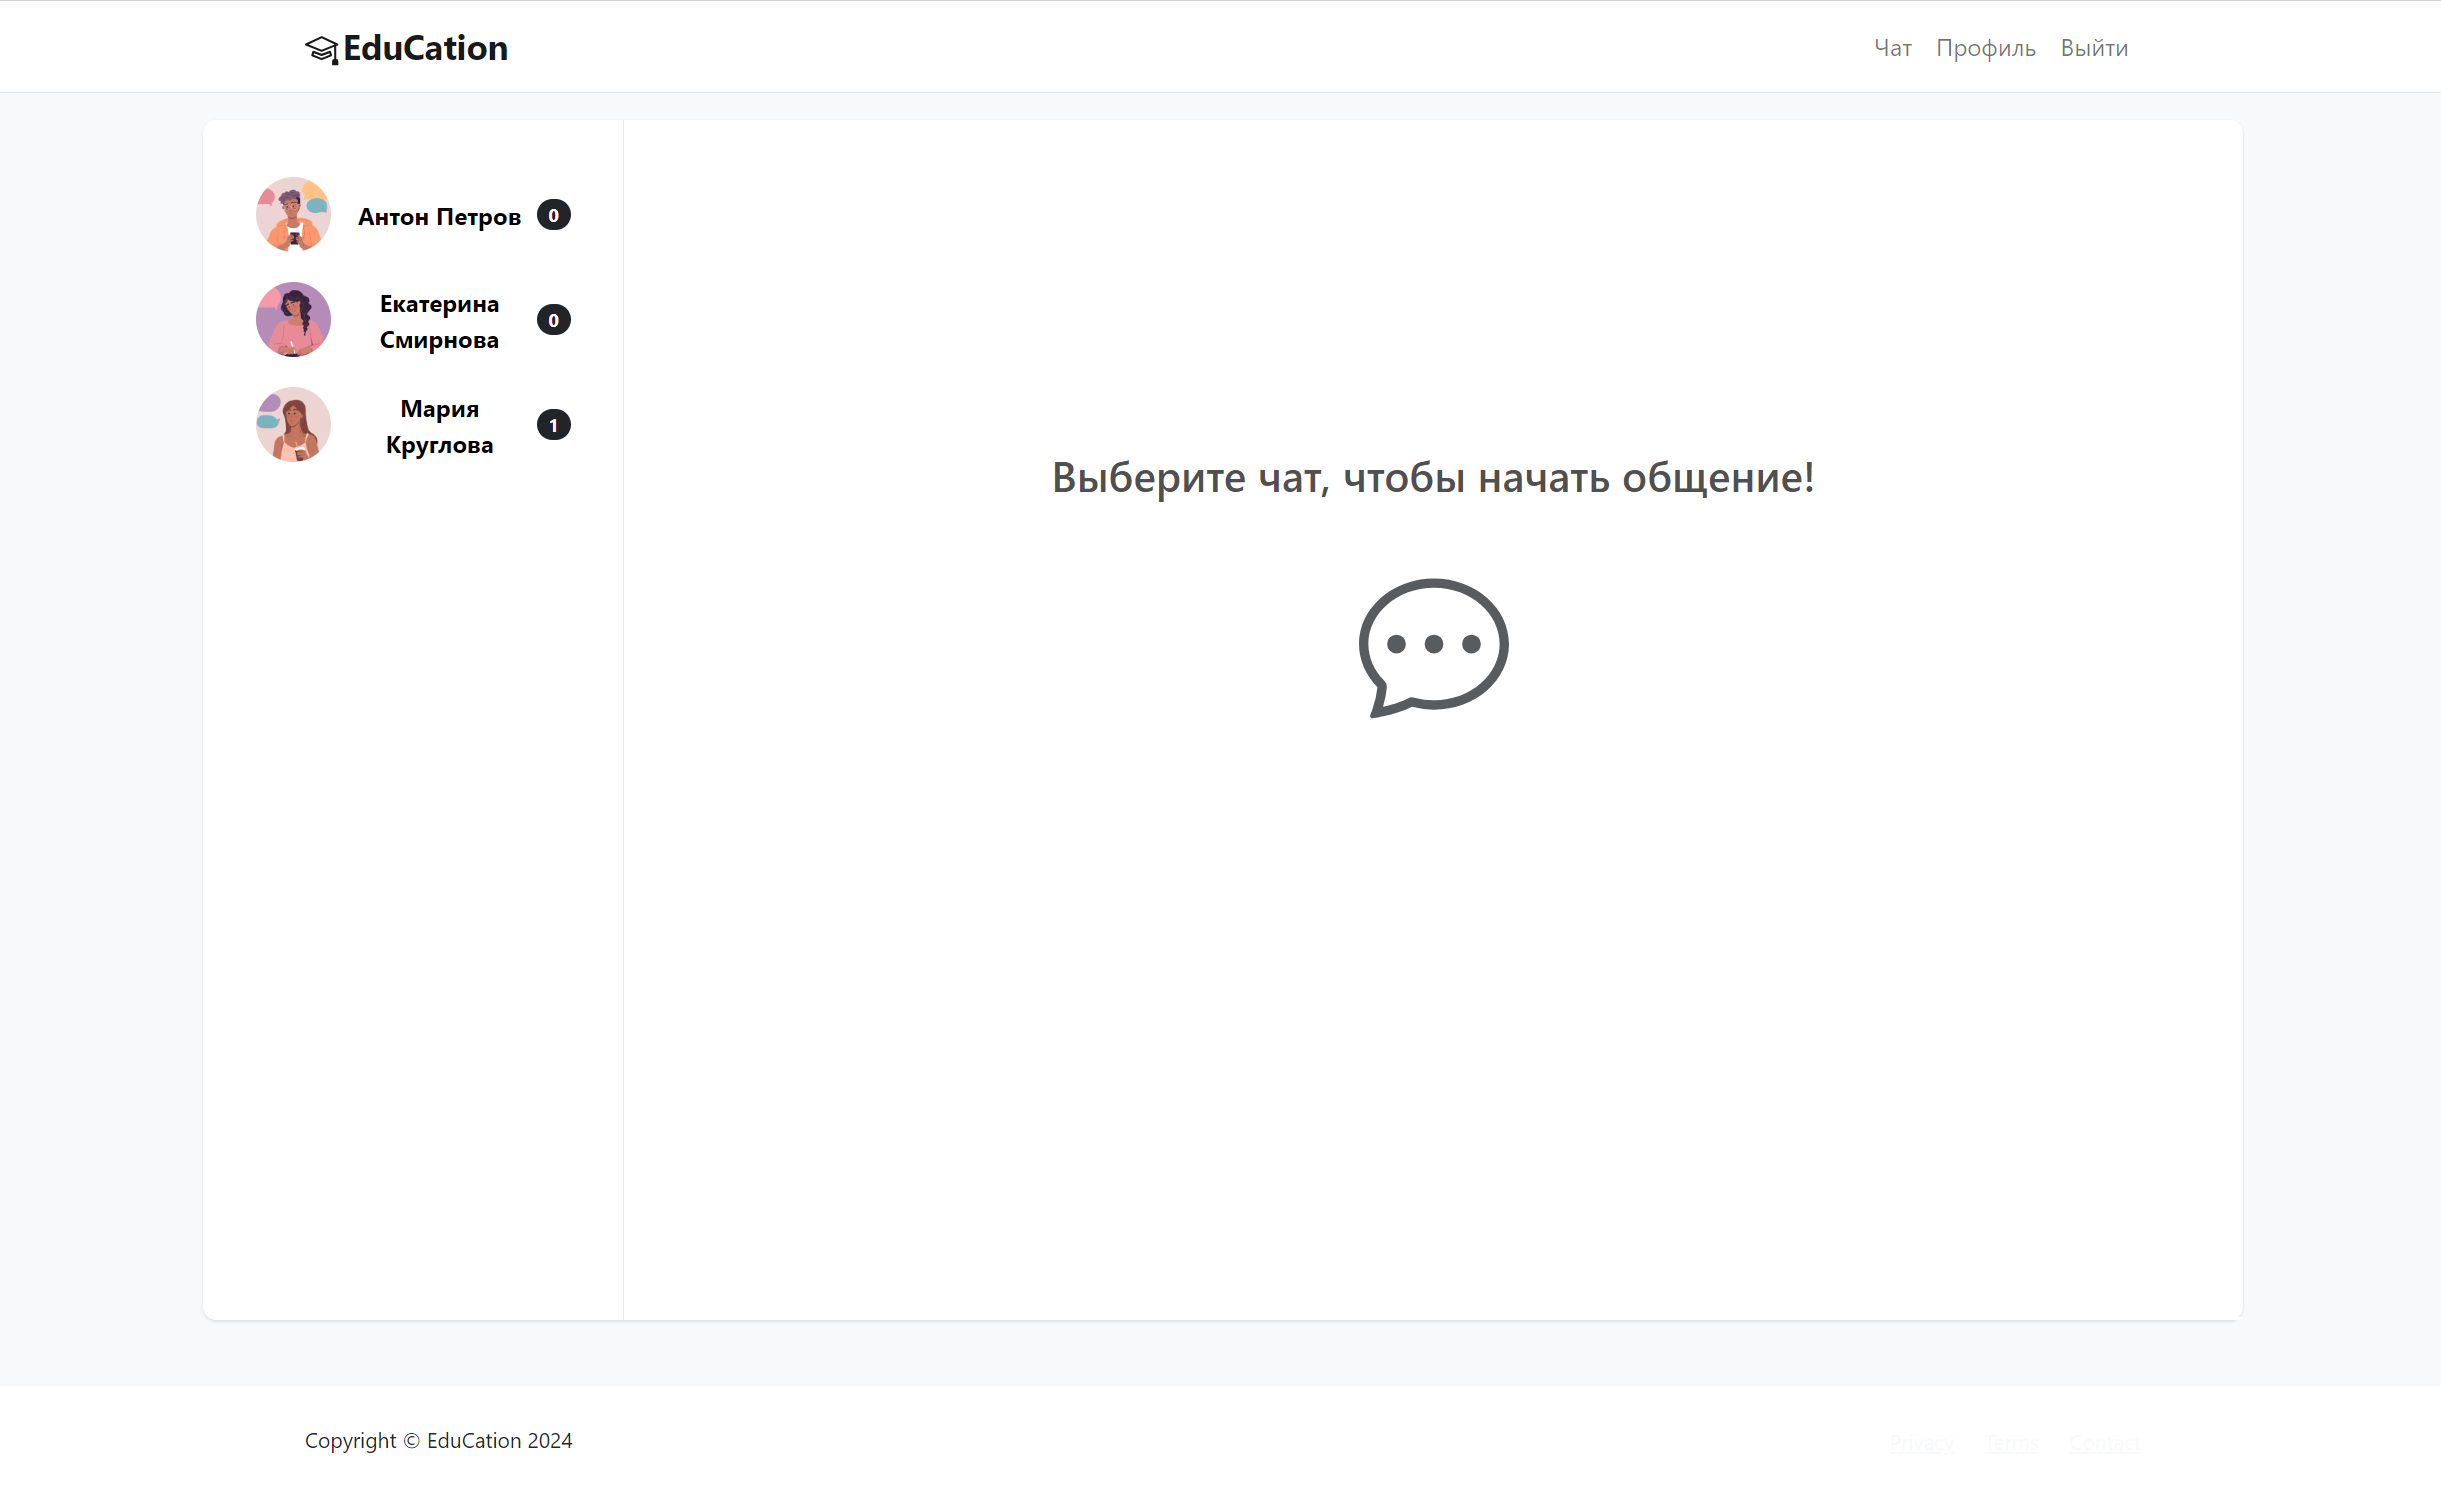 EduCation
Чат Профиль Выйти
Антон Петров 0
Екатерина
Смирнова
0
Мария
Круглова
1
Выберите чат, чтобы начать общение!
Copyright © EduCation 2024
Privacy Terms Contact